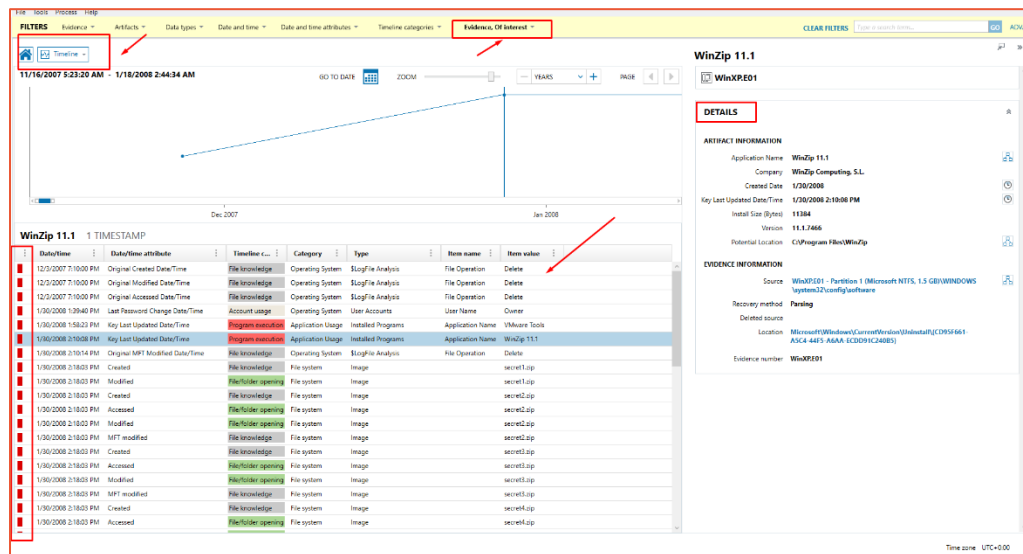 File Tools Process Help
FILTERS Evidence Artifacts Data types Date and time Date and time attributes Timeline categories Evidence, Of interest CLEAR FILTERS Type a search term... GO ADV
Timeline
11/16/2007 5:23:20 AM - 1/18/2008 2:44:34 AM GO TO DATE ZOOM YEARS PAGE
Dec 2007 Jan 2008
WinZip 11.1 1 TIMESTAMP
Date/time Date/time attribute Timeline c... Category Type Item name Item value
12/3/2007 7:10:00 PM Original Created Date/Time File knowledge Operating System $LogFile Analysis File Operation Delete
12/3/2007 7:10:00 PM Original Modified Date/Time File knowledge Operating System $LogFile Analysis File Operation Delete
12/3/2007 7:10:00 PM Original Accessed Date/Time File knowledge Operating System $LogFile Analysis File Operation Delete
1/30/2008 1:39:40 PM Last Password Change Date/Time Account usage Operating System User Accounts User Name Owner
1/30/2008 1:58:23 PM Key Last Updated Date/Time Program execution Application Usage Installed Programs Application Name VMware Tools
1/30/2008 2:10:08 PM Key Last Updated Date/Time Program execution Application Usage Installed Programs Application Name WinZip 11.1
1/30/2008 2:10:14 PM Original MFT Modified Date/Time File knowledge Operating System $LogFile Analysis File Operation Delete
1/30/2008 2:18:03 PM Created File knowledge File system Image secret1.zip
1/30/2008 2:18:03 PM Modified File/folder opening File system Image secret1.zip
1/30/2008 2:18:03 PM Created File knowledge File system Image secret2.zip
1/30/2008 2:18:03 PM Accessed File/folder opening File system Image secret2.zip
1/30/2008 2:18:03 PM Modified File/folder opening File system Image secret2.zip
1/30/2008 2:18:03 PM MFT modified File knowledge File system Image secret2.zip
1/30/2008 2:18:03 PM Created File knowledge File system Image secret3.zip
1/30/2008 2:18:03 PM Accessed File/folder opening File system Image secret3.zip
1/30/2008 2:18:03 PM Modified File/folder opening File system Image secret3.zip
1/30/2008 2:18:03 PM MFT modified File knowledge File system Image secret3.zip
1/30/2008 2:18:03 PM Created File knowledge File system Image secret4.zip
1/30/2008 2:18:03 PM Accessed File/folder opening File system Image secret4.zip
WinZip 11.1
WinXP.E01
DETAILS
ARTIFACT INFORMATION
Application Name WinZip 11.1
Company WinZip Computing, S.L.
Created Date 1/30/2008
Key Last Updated Date/Time 1/30/2008 2:10:08 PM
Install Size (Bytes) 11384
Version 11.1.7466
Potential Location C:\Program Files\WinZip
EVIDENCE INFORMATION
Source WinXP.E01 - Partition 1 (Microsoft NTFS, 1.5 GB)\WINDOWS
\system32\config\software
Recovery method Parsing
Deleted source
Location Microsoft\Windows\CurrentVersion\Uninstall\{CD95F661-
A5C4-44F5-A6AA-ECDD91C240B5}
Evidence number WinXP.E01
Time zone UTC+0:00